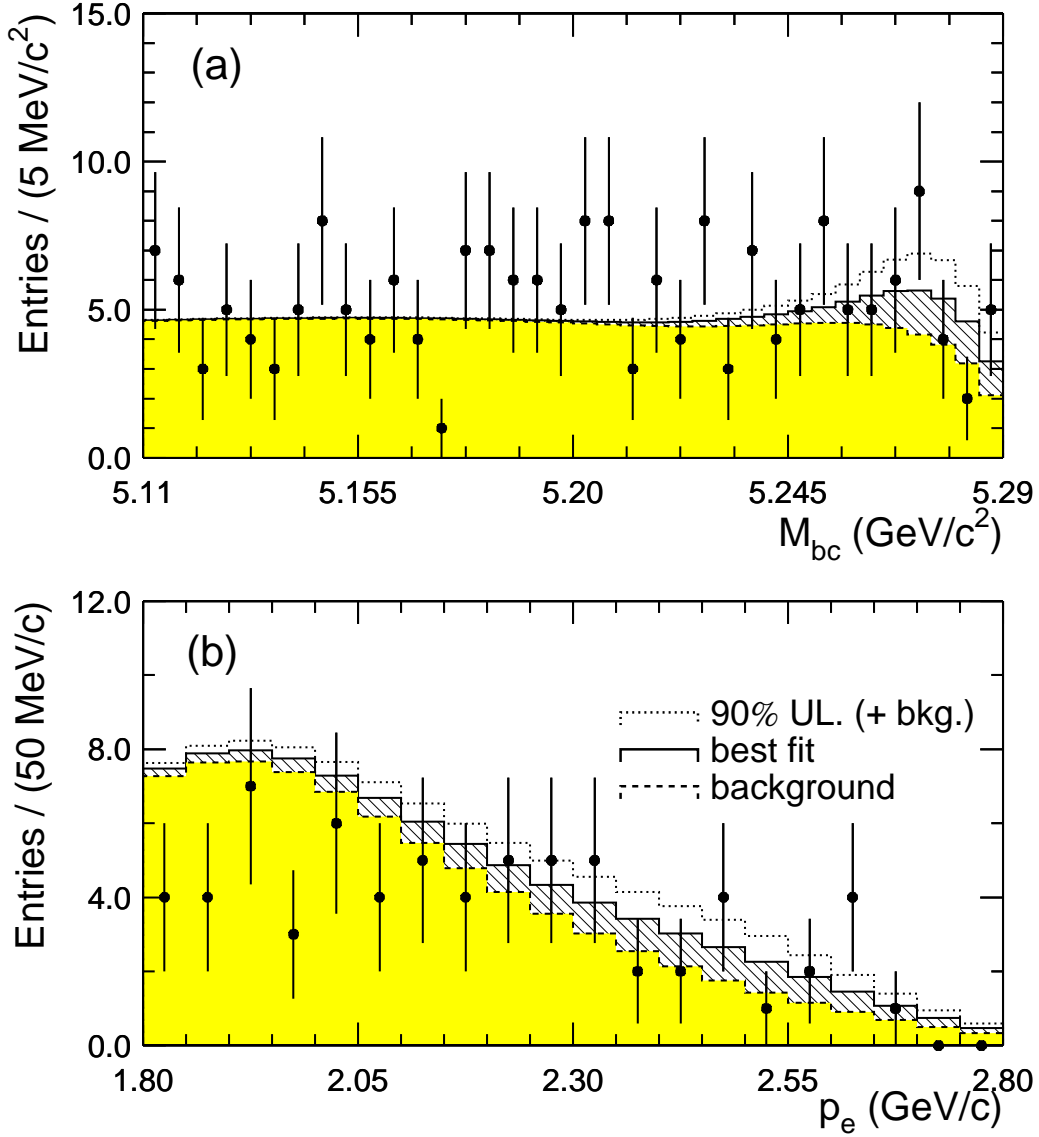 15.0
(a)
Entries / (5 MeV/c²)
10.0
5.0
0.0
5.11 5.155 5.20 5.245 5.29
M_bc (GeV/c²)
12.0
(b)
Entries / (50 MeV/c)
90% UL. (+ bkg.)
8.0
best fit
background
4.0
0.0
1.80 2.05 2.30 2.55 2.80
p_e (GeV/c)